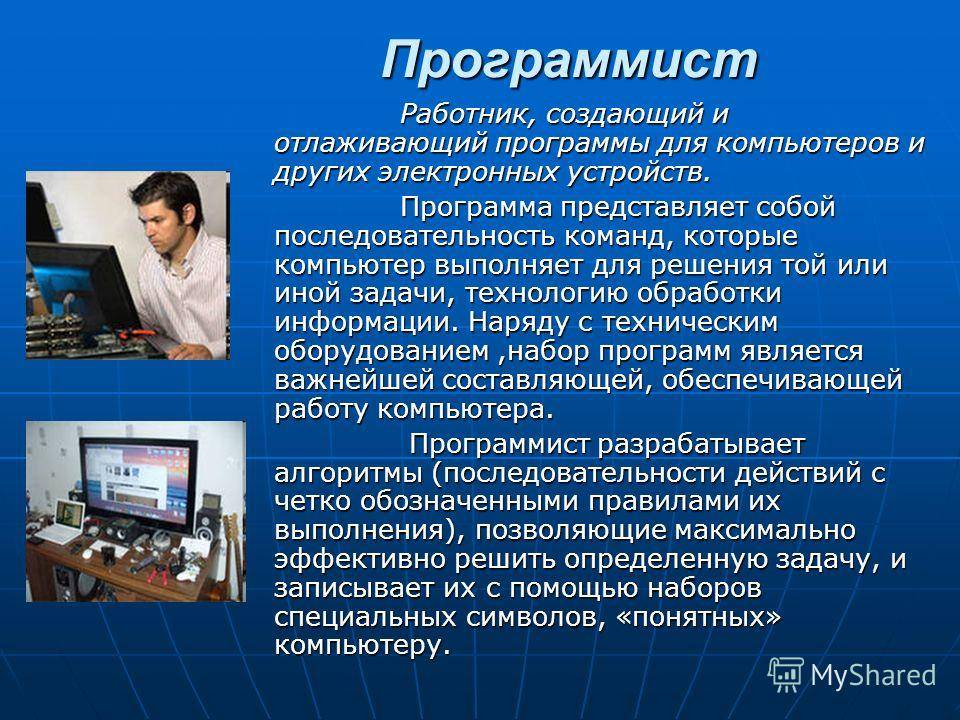 Программист
Работник, создающий и
отлаживающий программы для компьютеров и
других электронных устройств.
Программа представляет собой
последовательность команд, которые
компьютер выполняет для решения той или
иной задачи, технологию обработки
информации. Наряду с техническим
оборудованием ,набор программ является
важнейшей составляющей, обеспечивающей
работу компьютера.
Программист разрабатывает
алгоритмы (последовательности действий с
четко обозначенными правилами их
выполнения), позволяющие максимально
эффективно решить определенную задачу, и
записывает их с помощью наборов
специальных символов, «понятных»
компьютеру.
MyShared